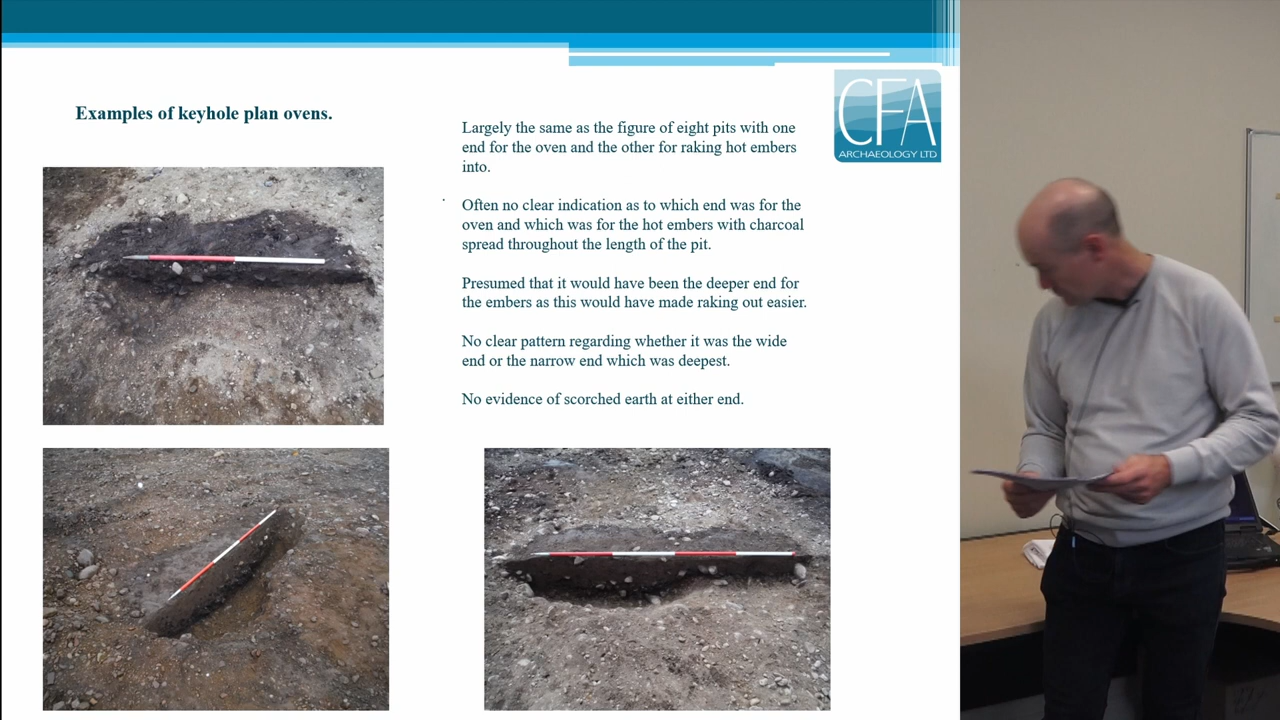 Examples of keyhole plan ovens.
CFA
ARCHAEOLOGY LTD
Largely the same as the figure of eight pits with one
end for the oven and the other for raking hot embers
into.
Often no clear indication as to which end was for the
oven and which was for the hot embers with charcoal
spread throughout the length of the pit.
Presumed that it would have been the deeper end for
the embers as this would have made raking out easier.
No clear pattern regarding whether it was the wide
end or the narrow end which was deepest.
No evidence of scorched earth at either end.